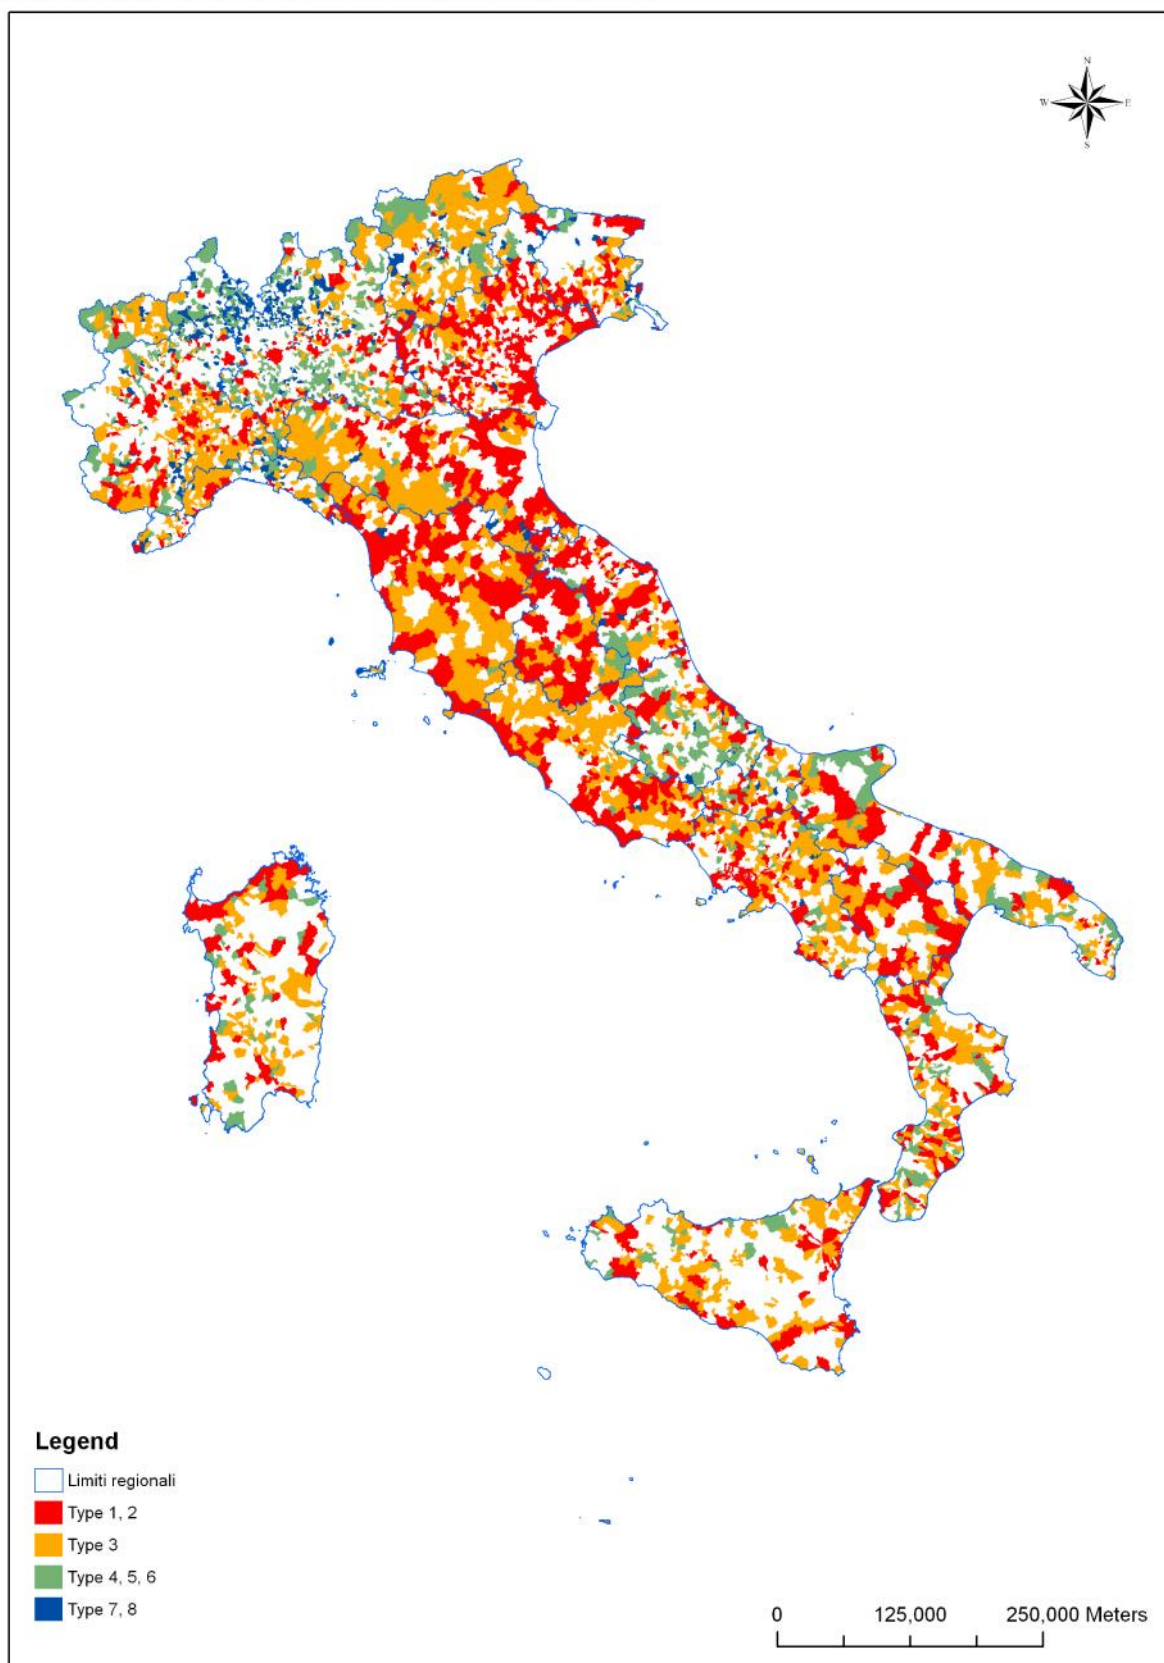 N
W E
S
Legend
Limiti regionali
Type 1, 2
Type 3
Type 4, 5, 6
Type 7, 8
0 125,000 250,000 Meters